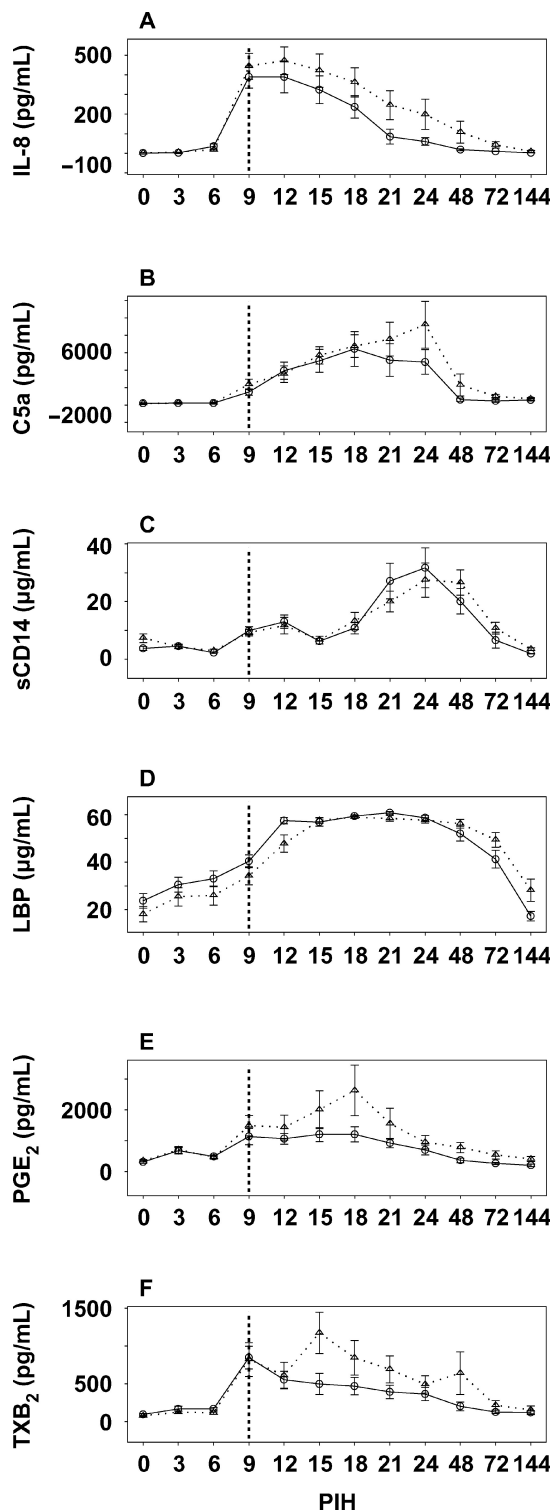 A
IL-8 (pg/mL)
500
200
−100
0 3 6 9 12 15 18 21 24 48 72 144
B
C5a (pg/mL)
6000
−2000
0 3 6 9 12 15 18 21 24 48 72 144
C
sCD14 (µg/mL)
40
20
0
0 3 6 9 12 15 18 21 24 48 72 144
D
LBP (µg/mL)
60
40
20
0 3 6 9 12 15 18 21 24 48 72 144
E
PGE₂ (pg/mL)
2000
0
0 3 6 9 12 15 18 21 24 48 72 144
F
TXB₂ (pg/mL)
1500
500
0
0 3 6 9 12 15 18 21 24 48 72 144
PIH